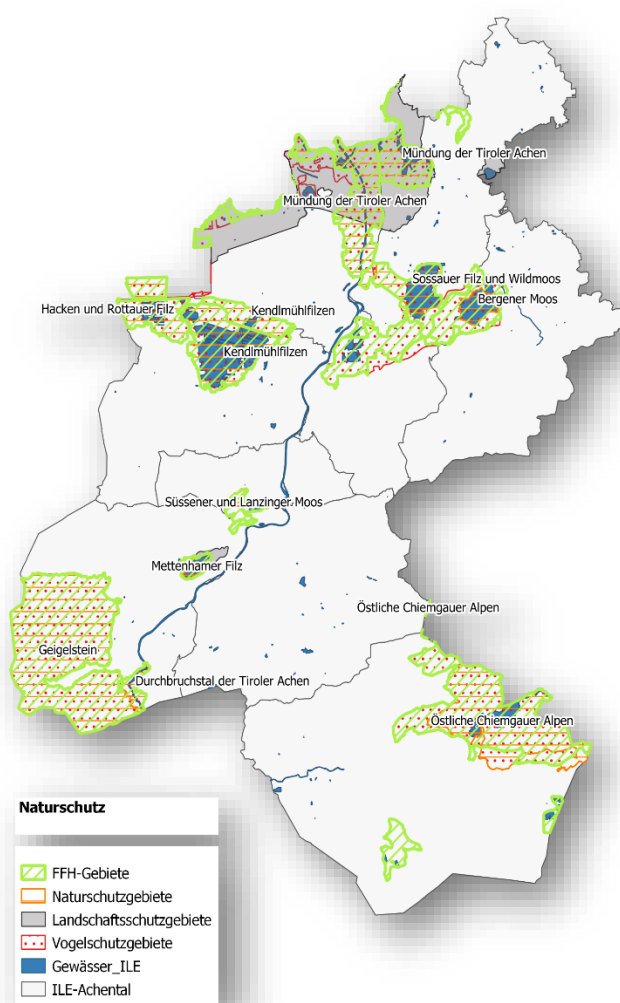 Mündung der Tiroler Achen
Mündung der Tiroler Achen
Sossauer Filz und Wildmoos
Bergener Moos
Hacken und Rottauer Filz
Kendlmühlfilzen
Kendlmühlfilzen
Süssener und Lanzinger Moos
Mettenhamer Filz
Östliche Chiemgauer Alpen
Geigelstein
Durchbruchstal der Tiroler Achen
Östliche Chiemgauer Alpen
Naturschutz
FFH-Gebiete
Naturschutzgebiete
Landschaftsschutzgebiete
Vogelschutzgebiete
Gewässer_ILE
ILE-Achental